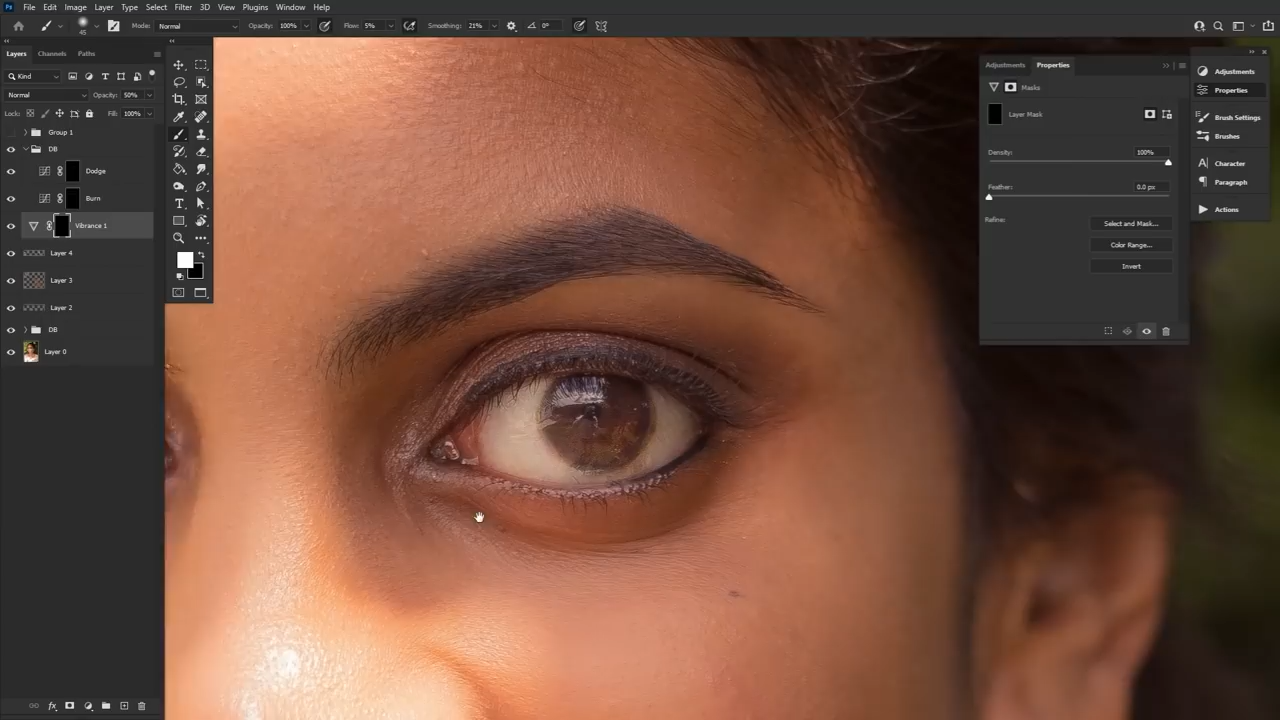 Ps File Edit Image Layer Type Select Filter 3D View Plugins Window Help
45 Mode: Normal Opacity: 100% Flow: 5% Smoothing: 21% 0°
Layers Channels Paths
Kind
Normal Opacity: 50%
Lock: Fill: 100%
Group 1
DB
Dodge
Burn
Vibrance 1
Layer 4
Layer 3
Layer 2
DB
Layer 0
fx
Adjustments Properties
Masks
Layer Mask
Density: 100%
Feather: 0.0 px
Refine: Select and Mask...
Color Range...
Invert
Adjustments
Properties
Brush Settings
Brushes
Character
Paragraph
Actions